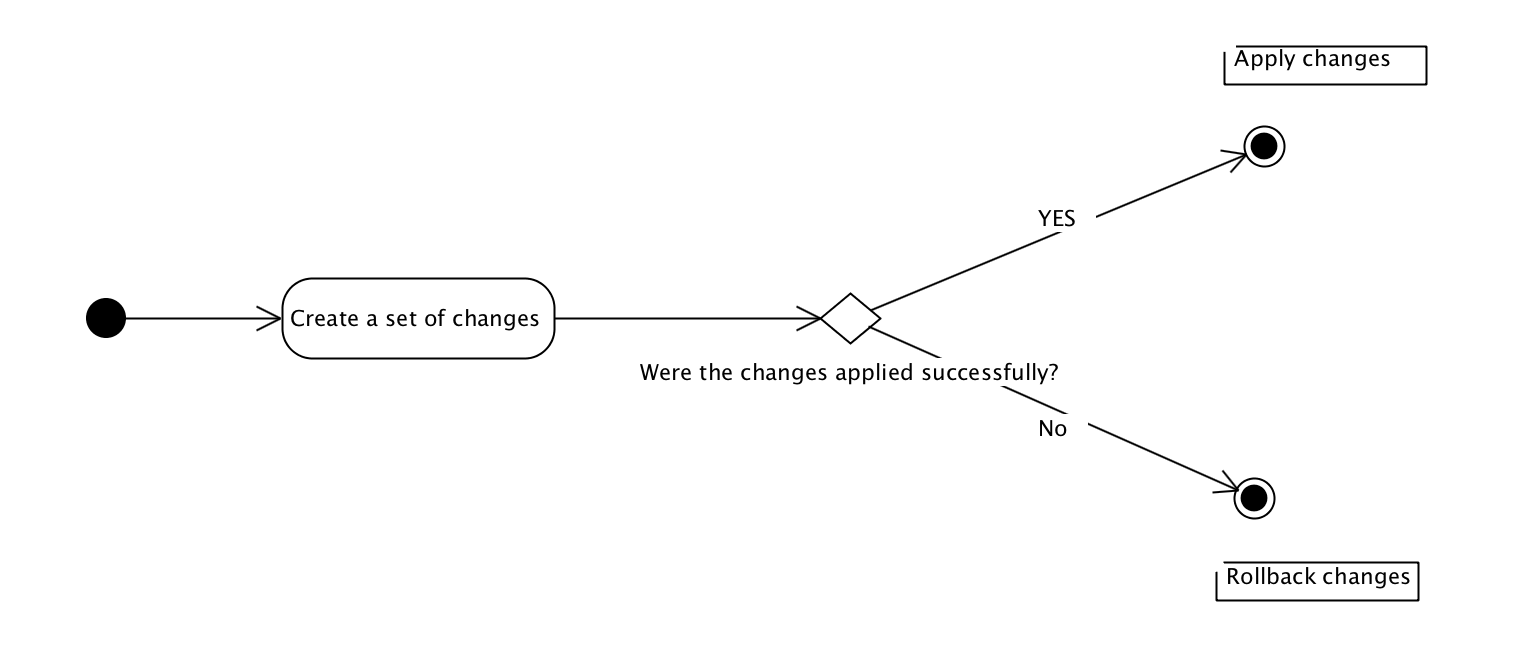 Apply changes
YES
Create a set of changes
Were the changes applied successfully?
No
Rollback changes